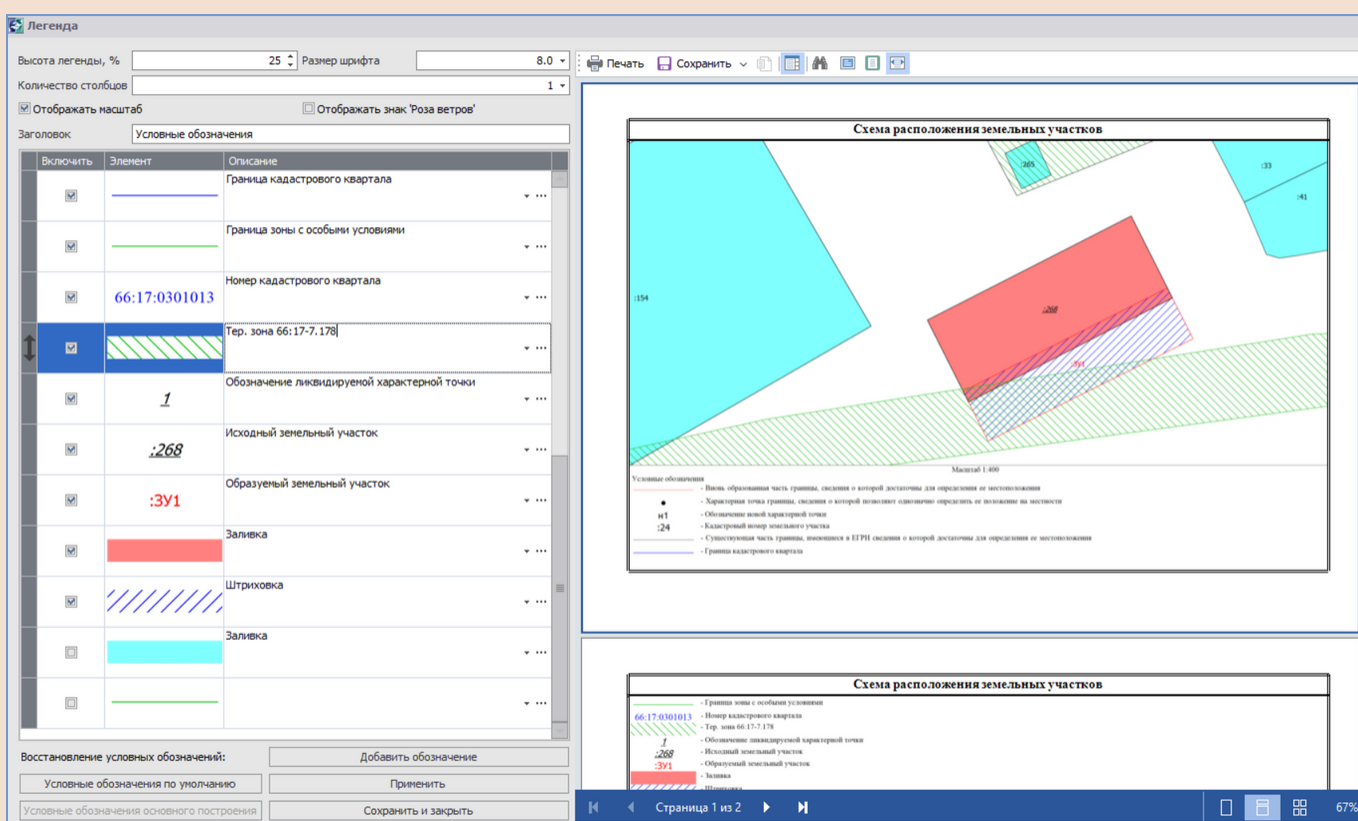 Легенда
Высота легенды, % 25 Размер шрифта 8.0
Количество столбцов 1
Отображать масштаб Отображать знак 'Роза ветров'
Заголовок Условные обозначения
Включить Элемент Описание
Граница кадастрового квартала
Граница зоны с особыми условиями
66:17:0301013 Номер кадастрового квартала
Тер. зона 66:17-7.178
1 Обозначение ликвидируемой характерной точки
:268 Исходный земельный участок
:ЗУ1 Образуемый земельный участок
Заливка
Штриховка
Заливка
Восстановление условных обозначений:
Добавить обозначение
Условные обозначения по умолчанию
Применить
Условные обозначения основного построения
Сохранить и закрыть
Печать Сохранить
Схема расположения земельных участков
:265
:33
:41
:154
:268
:ЗУ1
Масштаб 1:400
Условные обозначения
- Вновь образованная часть границы, сведения о которой достаточны для определения ее местоположения
- Характерная точка границы, сведения о которой позволяют однозначно определить ее положение на местности
н1 - Обозначение новой характерной точки
:24 - Кадастровый номер земельного участка
- Существующая часть границы, имеющиеся в ЕГРН сведения о которой достаточны для определения ее местоположения
- Граница кадастрового квартала
Схема расположения земельных участков
- Граница зоны с особыми условиями
66:17:0301013 - Номер кадастрового квартала
- Тер. зона 66:17-7.178
1 - Обозначение ликвидируемой характерной точки
:268 - Исходный земельный участок
:ЗУ1 - Образуемый земельный участок
- Заливка
- Штриховка
Страница 1 из 2
67%